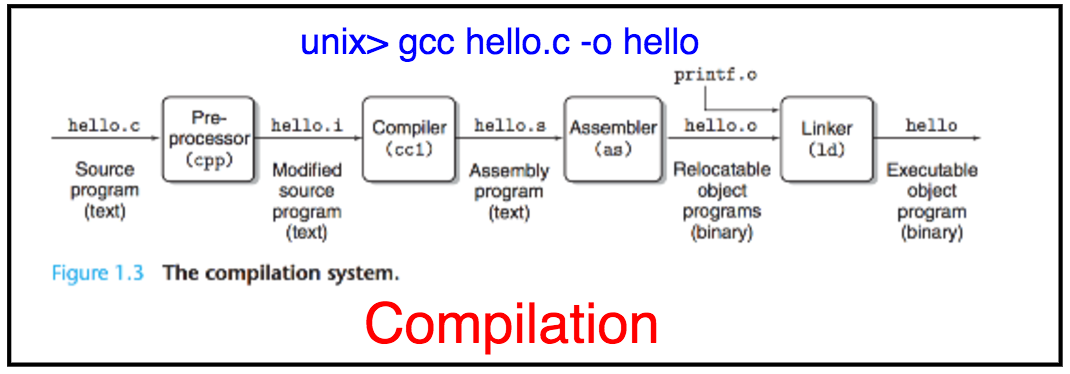 unix> gcc hello.c -o hello
printf.o
hello.c
Pre-
processor
(cpp)
hello.i
Compiler
(cc1)
hello.s
Assembler
(as)
hello.o
Linker
(ld)
hello
Source
program
(text)
Modified
source
program
(text)
Assembly
program
(text)
Relocatable
object
programs
(binary)
Executable
object
program
(binary)
Figure 1.3 The compilation system.
Compilation